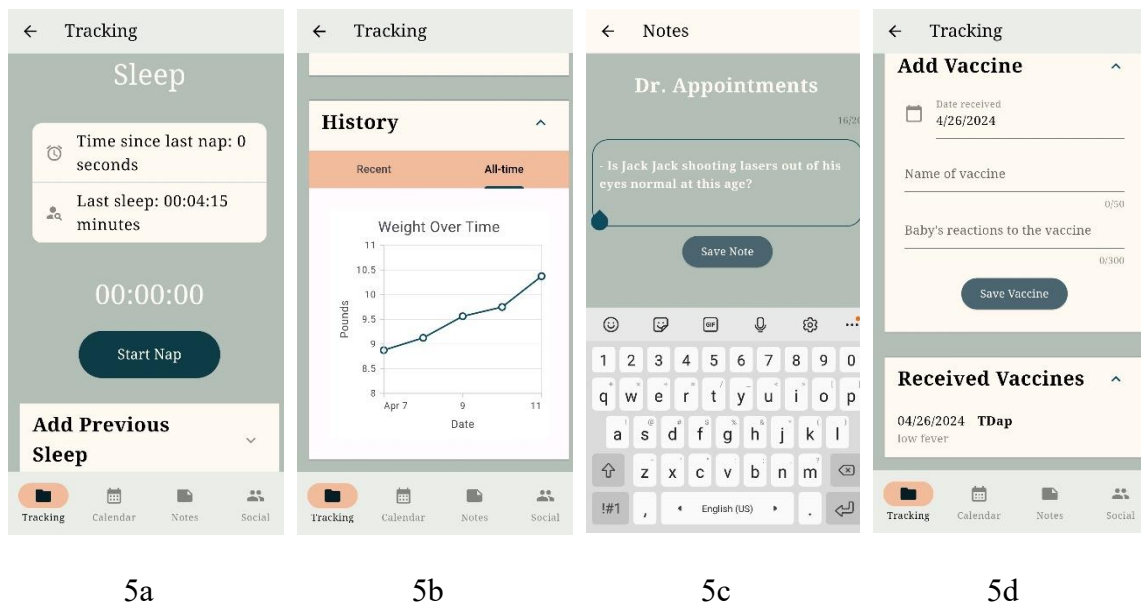 ← Tracking
Sleep
Time since last nap: 0
seconds
Last sleep: 00:04:15
minutes
00:00:00
Start Nap
Add Previous
Sleep
Tracking Calendar Notes Social
5a
← Tracking
History
Recent All-time
Weight Over Time
11
10.5
10
9.5
9
8.5
8
Pounds
Apr 7 9 11
Date
Tracking Calendar Notes Social
5b
← Notes
Dr. Appointments
- Is Jack Jack shooting lasers out of his
eyes normal at this age?
Save Note
GIF
1 2 3 4 5 6 7 8 9 0
q w e r t y u i o p
a s d f g h j k l
z x c v b n m
!#1 , English (US) .
5c
← Tracking
Add Vaccine
Date received
4/26/2024
Name of vaccine
0/50
Baby's reactions to the vaccine
0/300
Save Vaccine
Received Vaccines
04/26/2024 TDap
low fever
Tracking Calendar Notes Social
5d